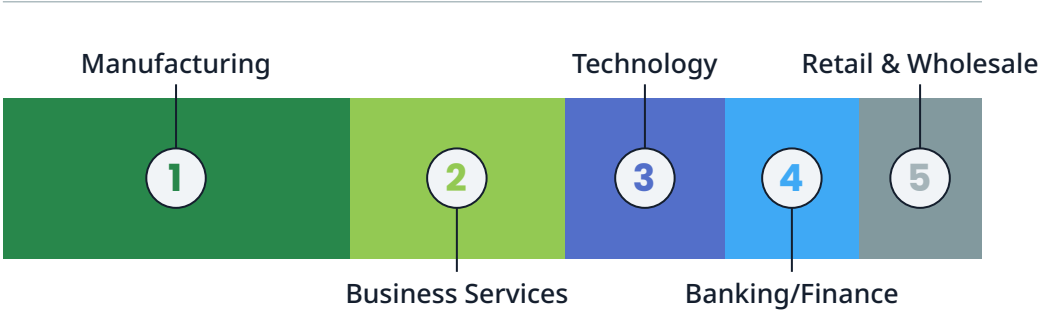 Manufacturing
Technology
Retail & Wholesale
1
2
3
4
5
Business Services
Banking/Finance